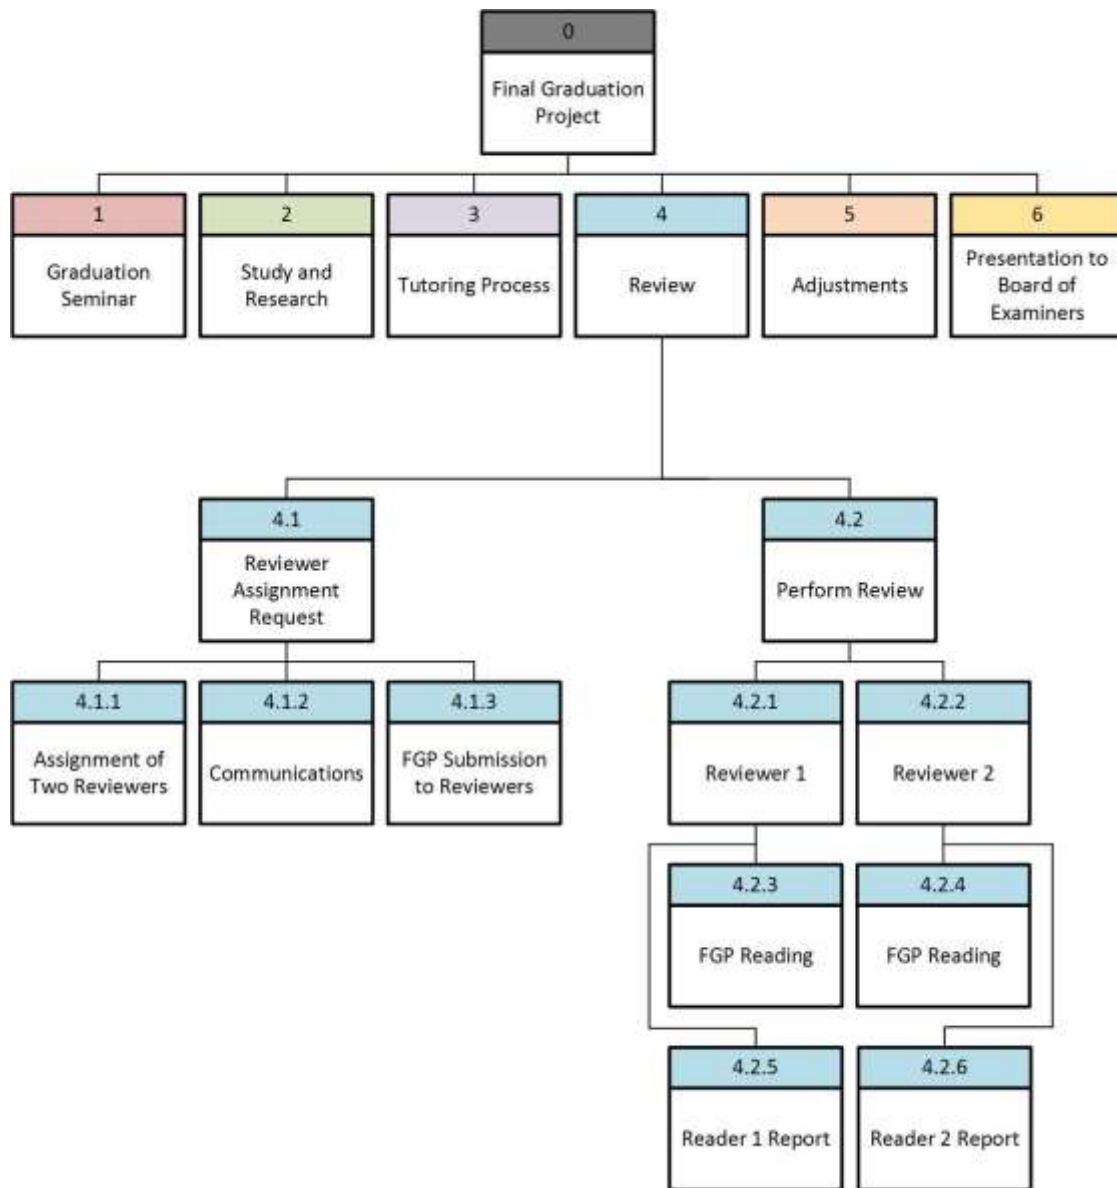 0
Final Graduation
Project
1
Graduation
Seminar
2
Study and
Research
3
Tutoring Process
4
Review
5
Adjustments
6
Presentation to
Board of
Examiners
4.1
Reviewer
Assignment
Request
4.2
Perform Review
4.1.1
Assignment of
Two Reviewers
4.1.2
Communications
4.1.3
FGP Submission
to Reviewers
4.2.1
Reviewer 1
4.2.2
Reviewer 2
4.2.3
FGP Reading
4.2.4
FGP Reading
4.2.5
Reader 1 Report
4.2.6
Reader 2 Report